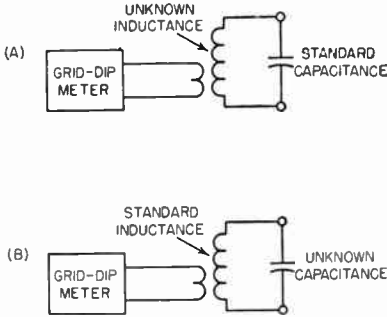 UNKNOWN
INDUCTANCE
(A)
GRID-DIP
METER
STANDARD
CAPACITANCE
STANDARD
INDUCTANCE
(B)
GRID-DIP
METER
UNKNOWN
CAPACITANCE